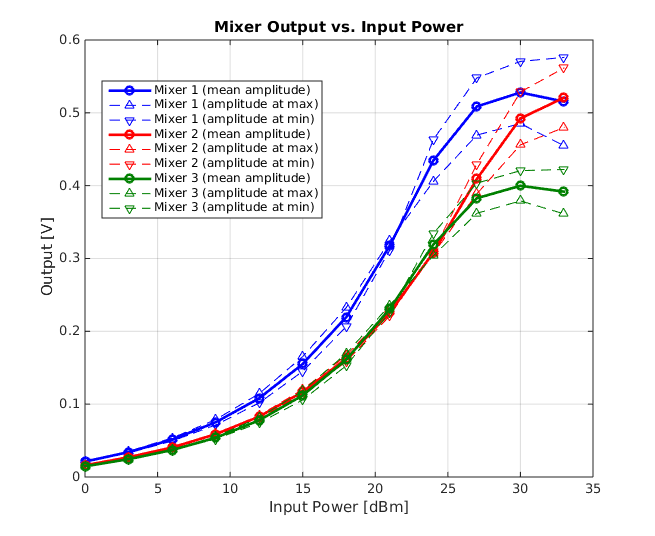 Mixer Output vs. Input Power
0.6
0.5
0.4
0.3
0.2
0.1
0
Output [V]
Mixer 1 (mean amplitude)
Mixer 1 (amplitude at max)
Mixer 1 (amplitude at min)
Mixer 2 (mean amplitude)
Mixer 2 (amplitude at max)
Mixer 2 (amplitude at min)
Mixer 3 (mean amplitude)
Mixer 3 (amplitude at max)
Mixer 3 (amplitude at min)
0 5 10 15 20 25 30 35
Input Power [dBm]